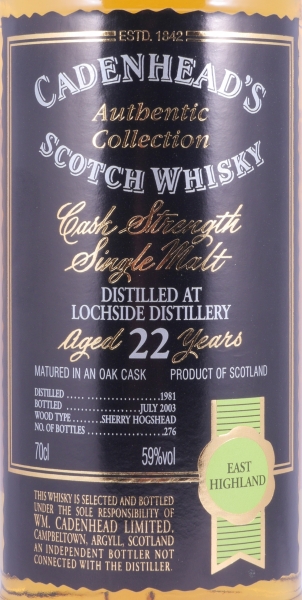 ESTD. 1842
CADENHEAD'S
Authentic
Collection
SCOTCH WHISKY
Cask Strength
Single Malt
DISTILLED AT
LOCHSIDE DISTILLERY
Aged 22 Years
MATURED IN AN OAK CASK PRODUCT OF SCOTLAND
DISTILLED ........................ 1981
BOTTLED .................. JULY 2003
WOOD TYPE ......... SHERRY HOGSHEAD
NO. OF BOTTLES .................... 276
70cl 59%vol
EAST
HIGHLAND
THIS WHISKY IS SELECTED AND BOTTLED
UNDER THE SOLE RESPONSIBILITY OF
WM. CADENHEAD LIMITED,
CAMPBELTOWN, ARGYLL, SCOTLAND
AN INDEPENDENT BOTTLER NOT
CONNECTED WITH THE DISTILLER.